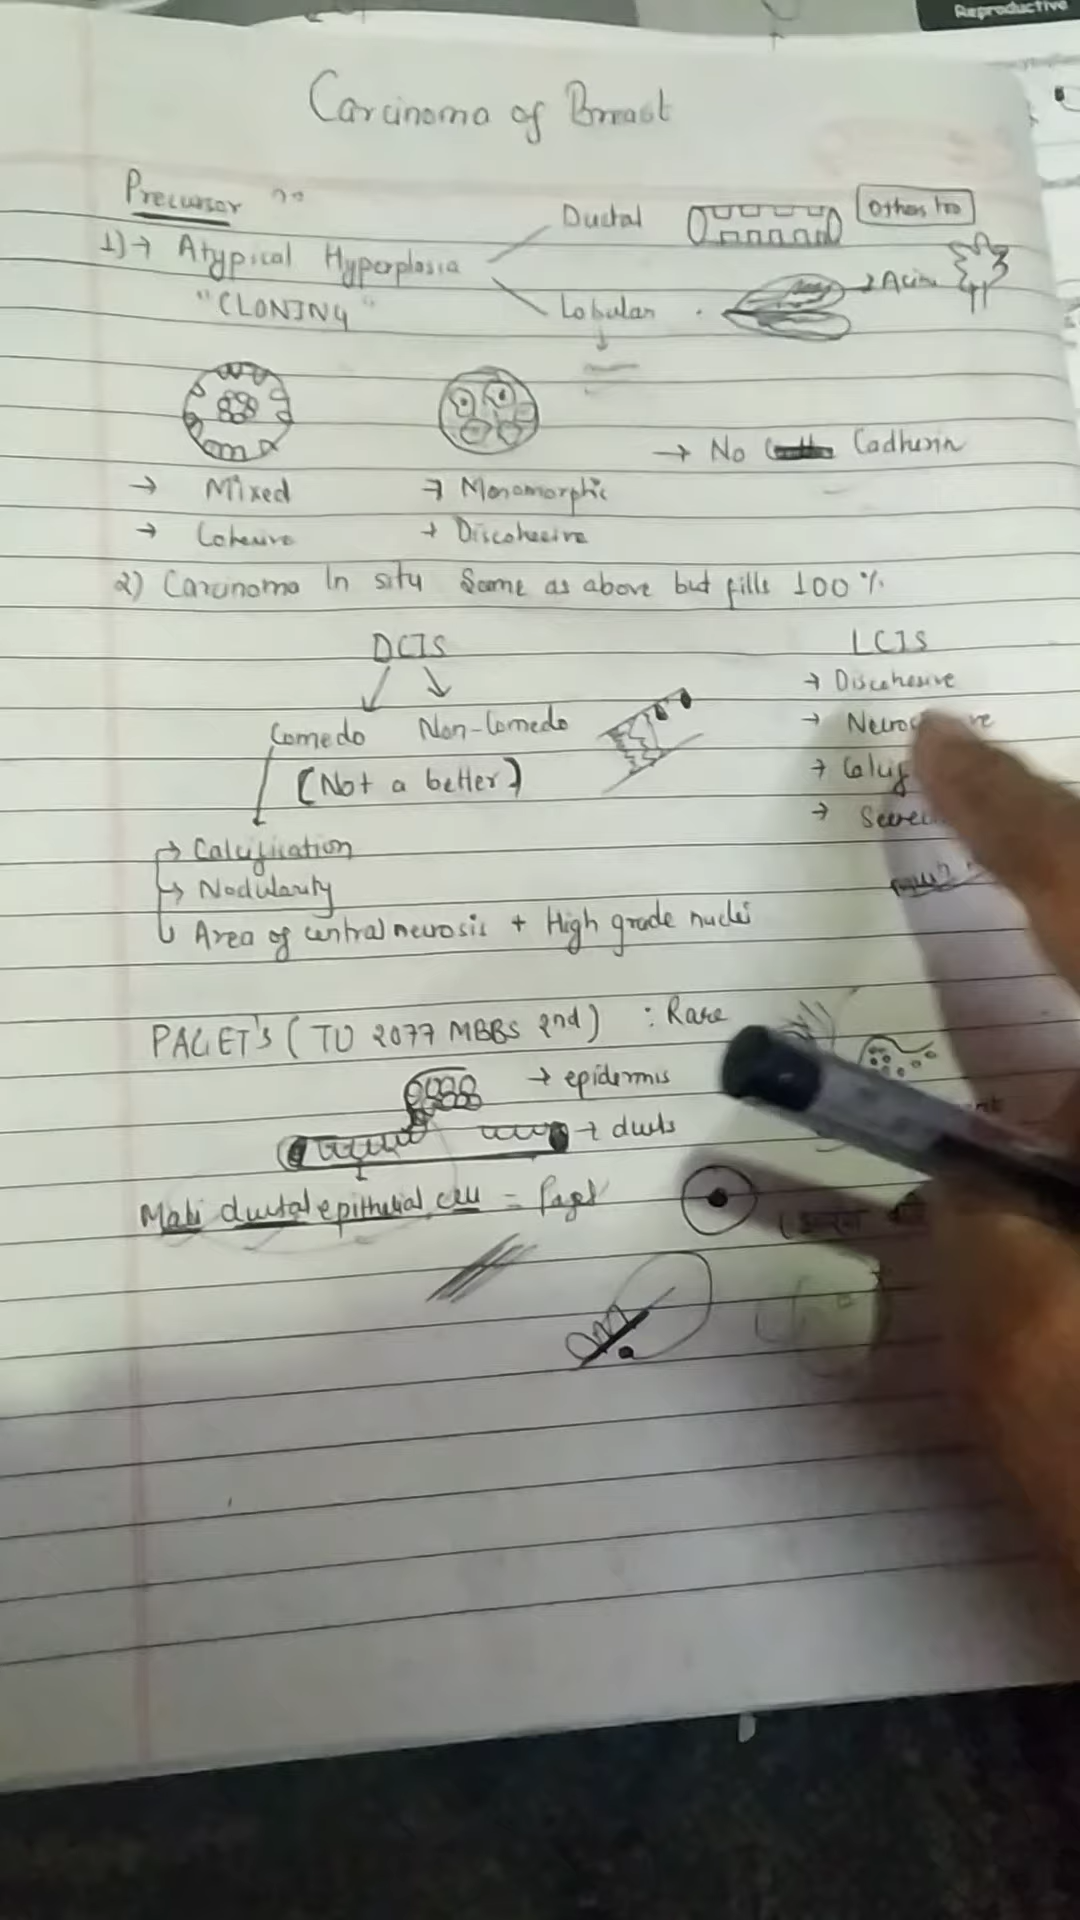 Reproductive
Carcinoma of Breast
Precursor
Ductal
Others too
1) → Atypical Hyperplasia
"CLONING"
Lobular
→ Acini
→ No Cadherin
→ Mixed
→ Monomorphic
→ Cohesive
→ Discohesive
2) Carcinoma In situ Same as above but fills 100 %
DCIS
LCIS
Comedo Non-Comedo
[Not a better]
→ Discohesive
→ Calcification
→ Nodularity
Area of central necrosis + High grade nuclei
PAGET'S (TU 2077 MBBS 2nd) : Rare
→ epidermis
→ ducts
Mali ductal epithelial cell = Paget